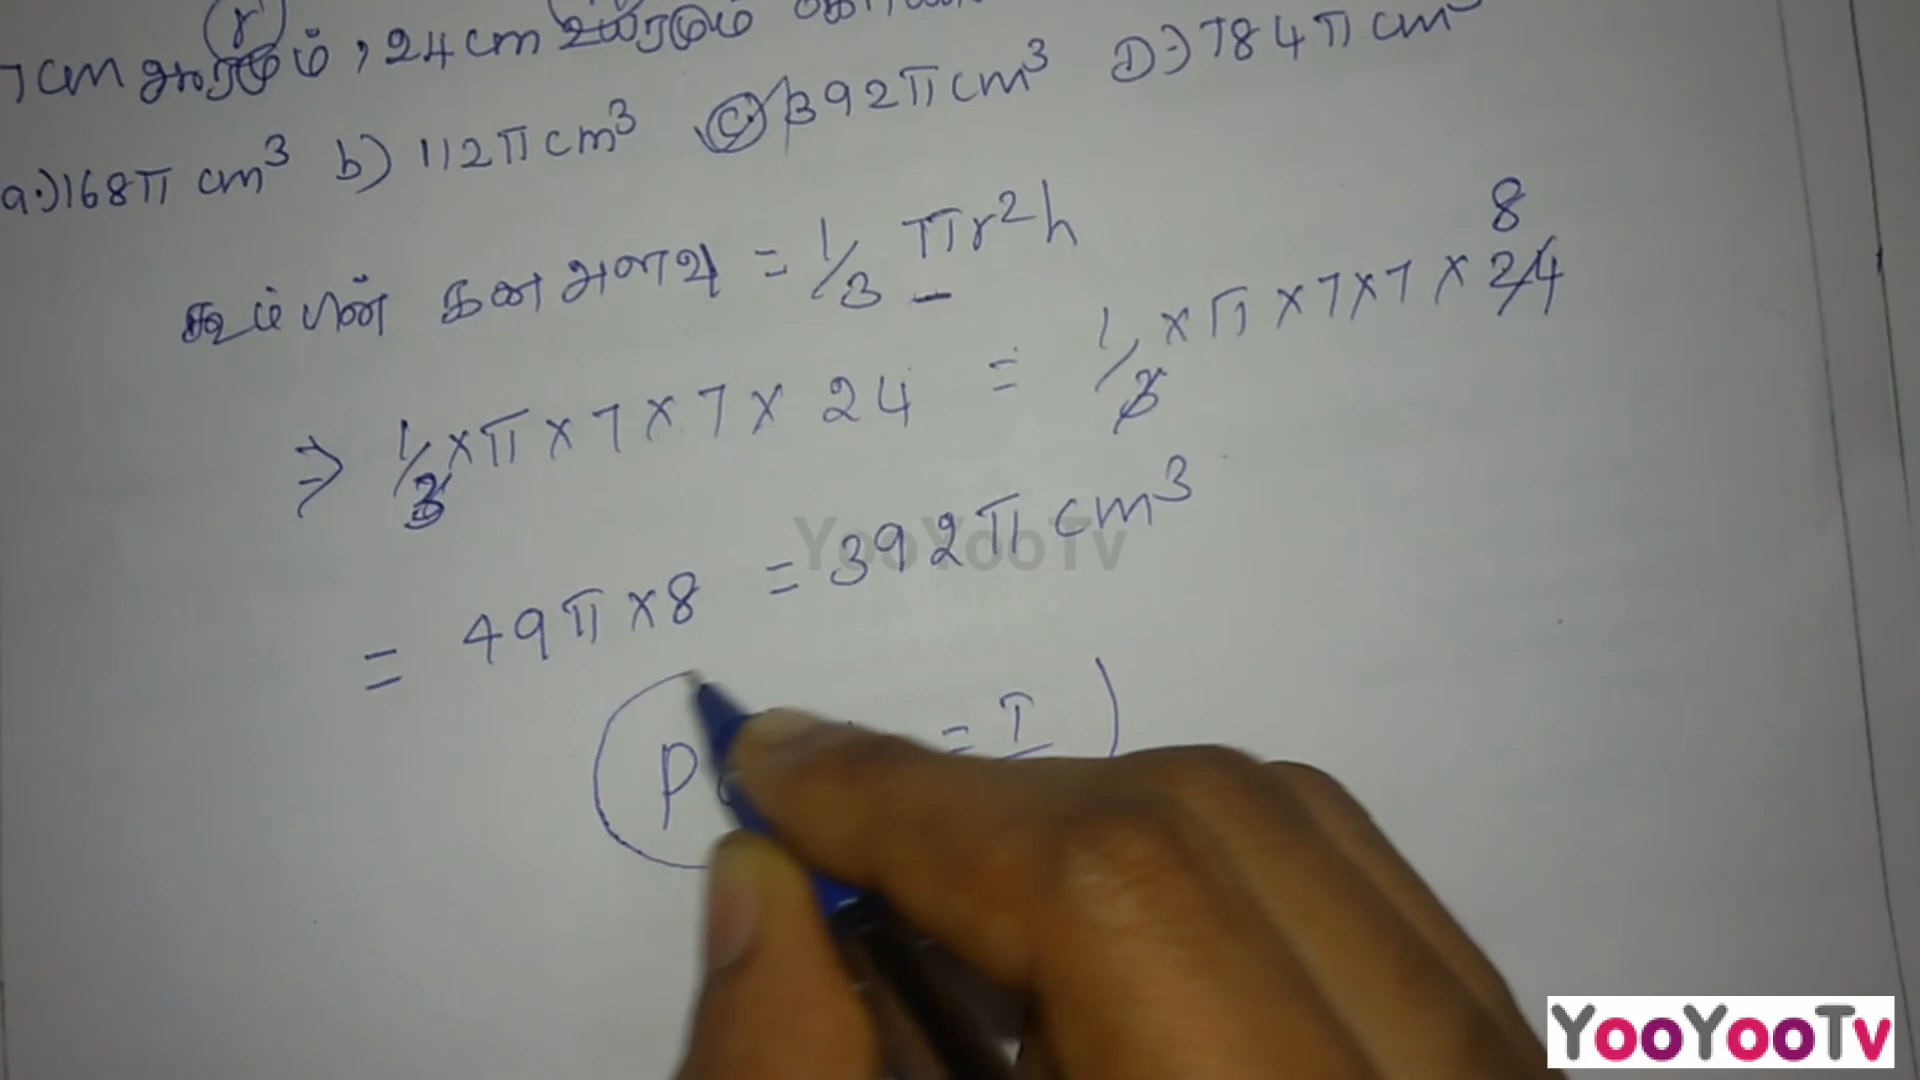 7cm ஆரமும், 24cm உயரமும்
r
a.)168π cm³ b) 112π cm³ (C) 392π cm³ D:)784π cm³
கூம்பின் கனஅளவு = 1/3 πr²h
⇒ 1/3 × π × 7 × 7 × 24 = 1/3 × π × 7 × 7 × 24
8
= 49π × 8 = 392π cm³
YooYooTv
YooYooTv